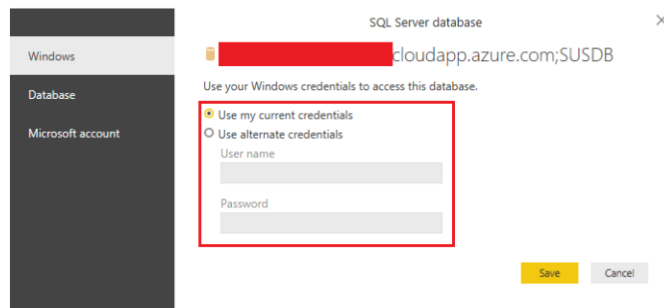 SQL Server database
Windows
cloudapp.azure.com;SUSDB
Use your Windows credentials to access this database.
Database
Use my current credentials
Microsoft account
Use alternate credentials
User name
Password
Save Cancel